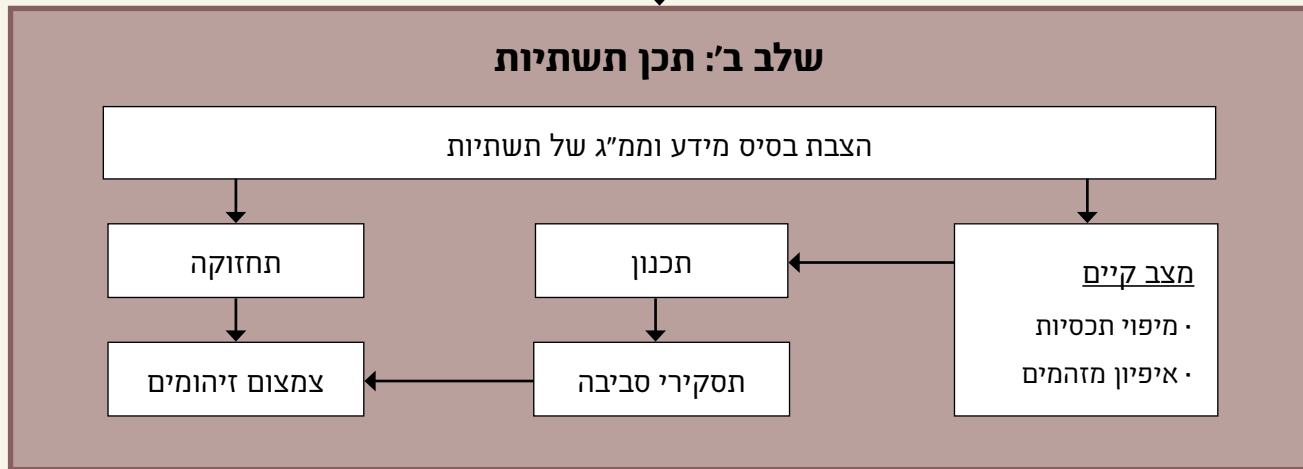 שלב ב': תכן תשתיות
הצבת בסיס מידע וממ"ג של תשתיות
מצב קיים
· מיפוי תכסיות
· איפיון מזהמים
תכנון
תחזוקה
תסקירי סביבה
צמצום זיהומים